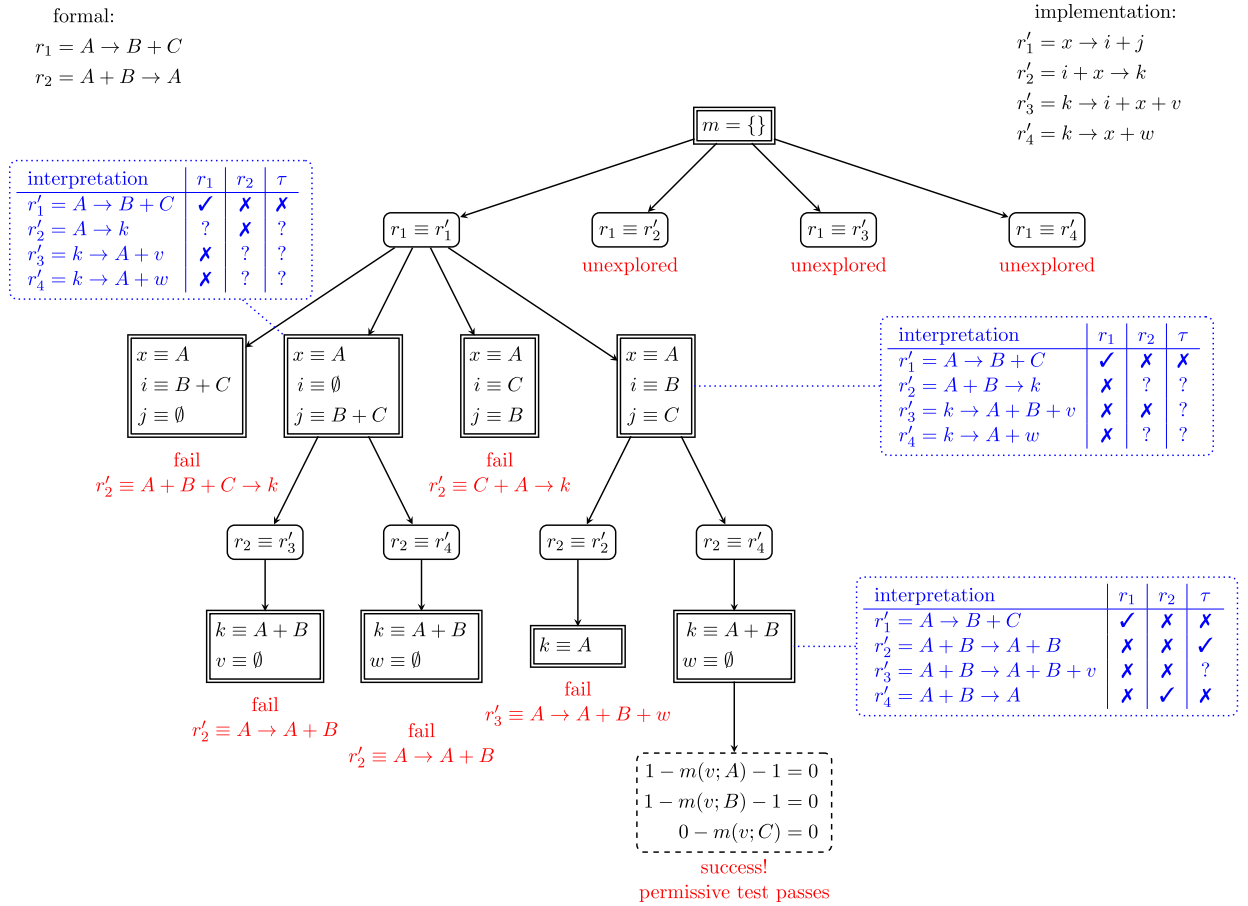 formal:
r₁ = A → B + C
r₂ = A + B → A
implementation:
r′₁ = x → i + j
r′₂ = i + x → k
r′₃ = k → i + x + v
r′₄ = k → x + w
m = {}
interpretation r₁ r₂ τ
r′₁ = A → B + C ✓ ✗ ✗
r′₂ = A → k ? ✗ ?
r′₃ = k → A + v ✗ ? ?
r′₄ = k → A + w ✗ ? ?
r₁ ≡ r′₁
r₁ ≡ r′₂
r₁ ≡ r′₃
r₁ ≡ r′₄
unexplored
unexplored
unexplored
x ≡ A
i ≡ B + C
j ≡ ∅
x ≡ A
i ≡ ∅
j ≡ B + C
x ≡ A
i ≡ C
j ≡ B
x ≡ A
i ≡ B
j ≡ C
interpretation r₁ r₂ τ
r′₁ = A → B + C ✓ ✗ ✗
r′₂ = A + B → k ✗ ? ?
r′₃ = k → A + B + v ✗ ✗ ?
r′₄ = k → A + w ✗ ? ?
fail
r′₂ ≡ A + B + C → k
fail
r′₂ ≡ C + A → k
r₂ ≡ r′₃
r₂ ≡ r′₄
r₂ ≡ r′₂
r₂ ≡ r′₄
k ≡ A + B
v ≡ ∅
k ≡ A + B
w ≡ ∅
k ≡ A
k ≡ A + B
w ≡ ∅
interpretation r₁ r₂ τ
r′₁ = A → B + C ✓ ✗ ✗
r′₂ = A + B → A + B ✗ ✗ ✓
r′₃ = A + B → A + B + v ✗ ✗ ?
r′₄ = A + B → A ✗ ✓ ✗
fail
r′₂ ≡ A → A + B
fail
r′₂ ≡ A → A + B
fail
r′₃ ≡ A → A + B + w
1 − m(v; A) − 1 = 0
1 − m(v; B) − 1 = 0
0 − m(v; C) = 0
success!
permissive test passes